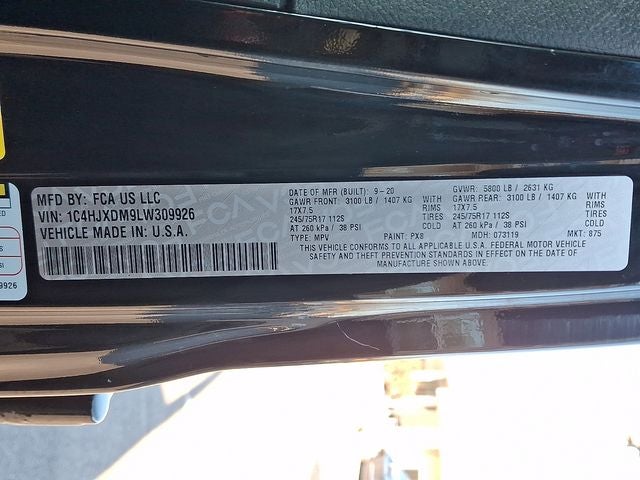 MFD BY: FCA US LLC
VIN: 1C4HJXDM9LW309926
VEHICLE MADE IN: U.S.A.
DATE OF MFR (BUILT): 9-20
GAWR FRONT: 3100 LB / 1407 KG WITH
17X7.5 RIMS
245/75R17 112S TIRES
AT 260 kPa / 38 PSI COLD
TYPE: MPV PAINT: PX8
GVWR: 5800 LB / 2631 KG
GAWR REAR: 3100 LB / 1407 KG WITH
17X7.5 RIMS
245/75R17 112S TIRES
AT 260 kPa / 38 PSI COLD
MDH: 073119 MKT: 875
THIS VEHICLE CONFORMS TO ALL APPLICABLE U.S.A. FEDERAL MOTOR VEHICLE
SAFETY AND THEFT PREVENTION STANDARDS IN EFFECT ON THE DATE OF
MANUFACTURE SHOWN ABOVE.
9926